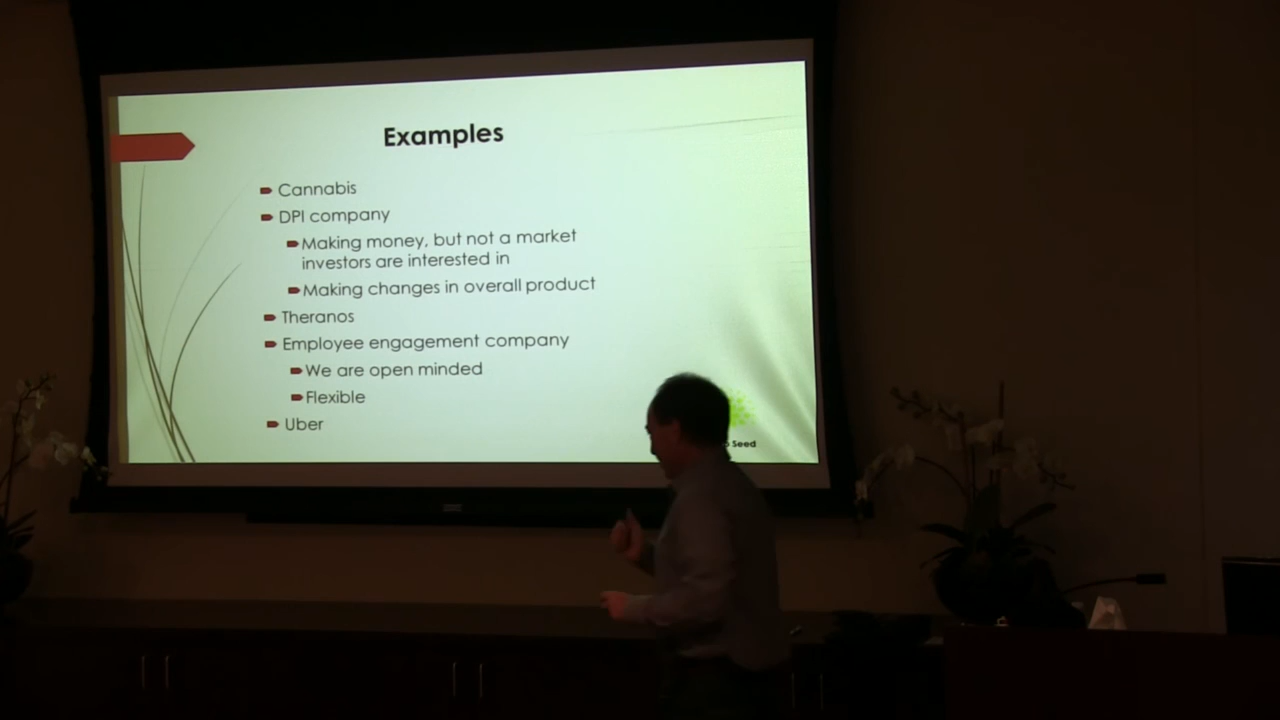 Examples
Cannabis
DPI company
Making money, but not a market
investors are interested in
Making changes in overall product
Theranos
Employee engagement company
We are open minded
Flexible
Uber
Seed